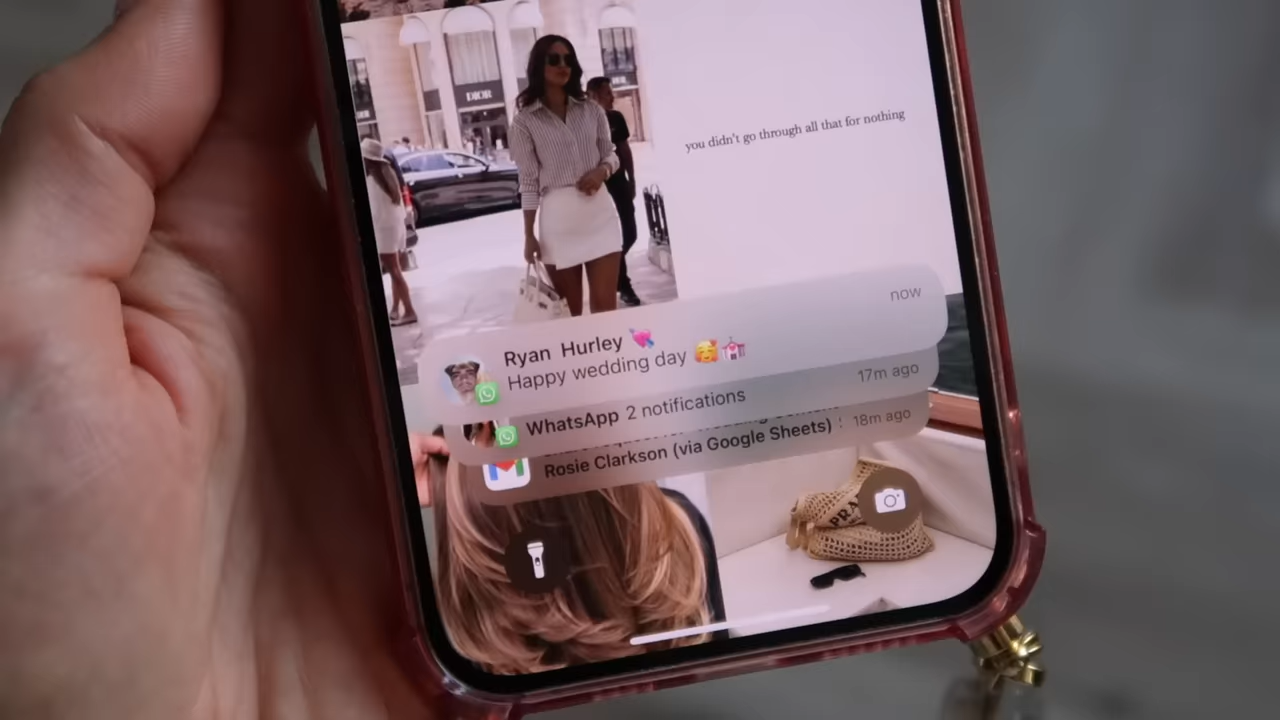 DIOR
you didn't go through all that for nothing
now
Ryan Hurley 💘
Happy wedding day 🥰💒
17m ago
WhatsApp 2 notifications
18m ago
Rosie Clarkson (via Google Sheets)
PRA